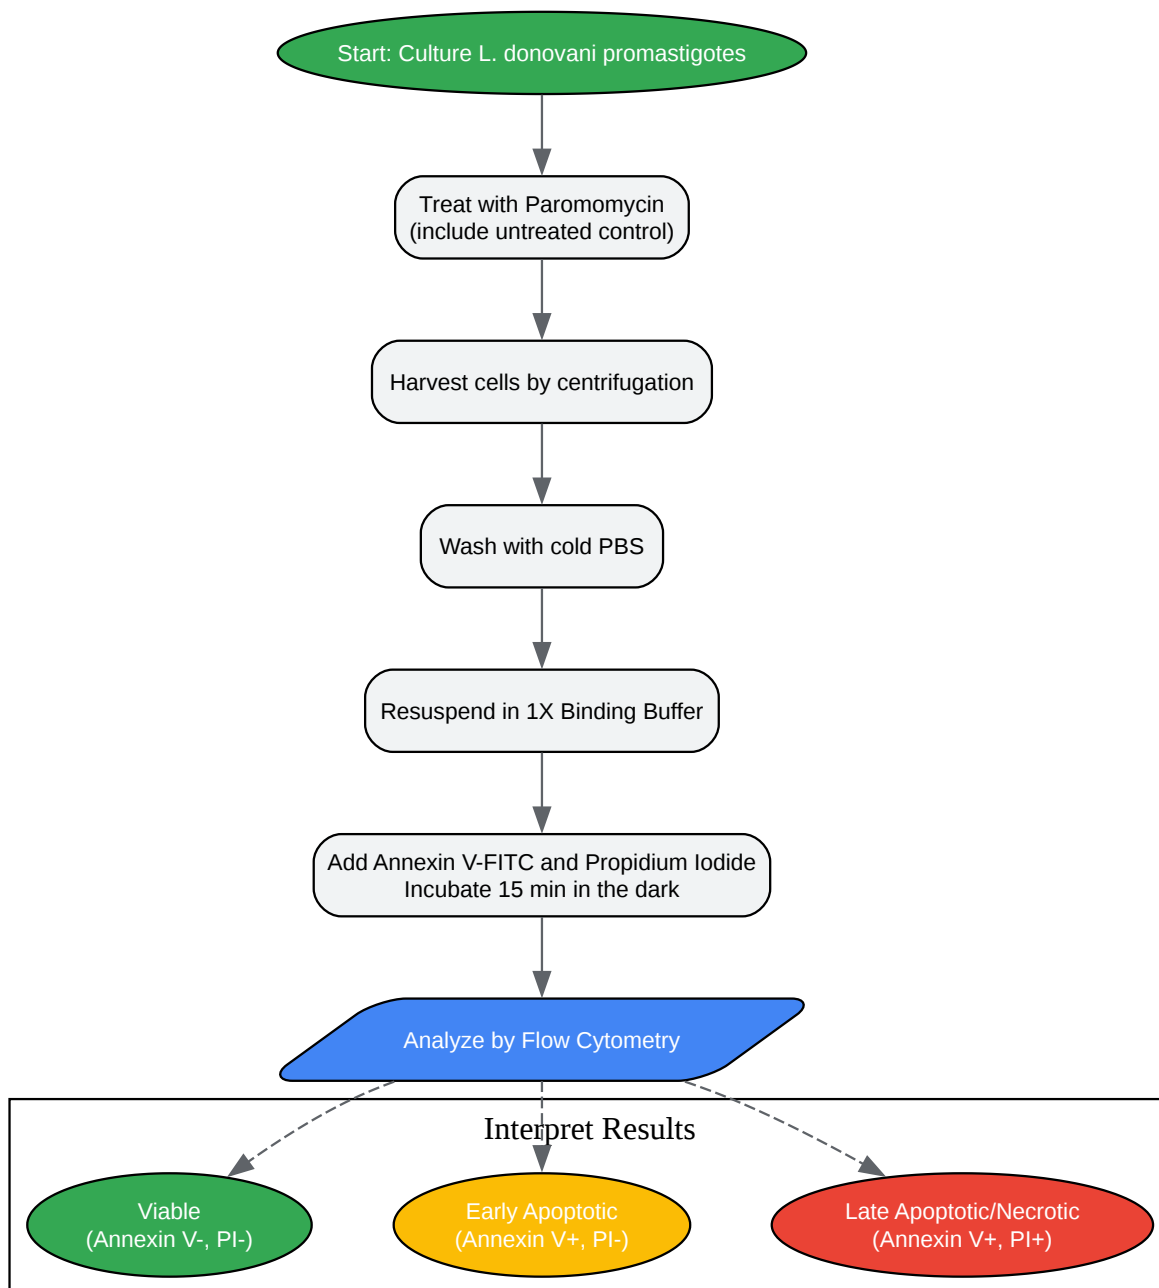 Start: Culture L. donovani promastigotes
Treat with Paromomycin
(include untreated control)
Harvest cells by centrifugation
Wash with cold PBS
Resuspend in 1X Binding Buffer
Add Annexin V-FITC and Propidium Iodide
Incubate 15 min in the dark
Analyze by Flow Cytometry
Interpret Results
Viable
(Annexin V-, PI-)
Early Apoptotic
(Annexin V+, PI-)
Late Apoptotic/Necrotic
(Annexin V+, PI+)